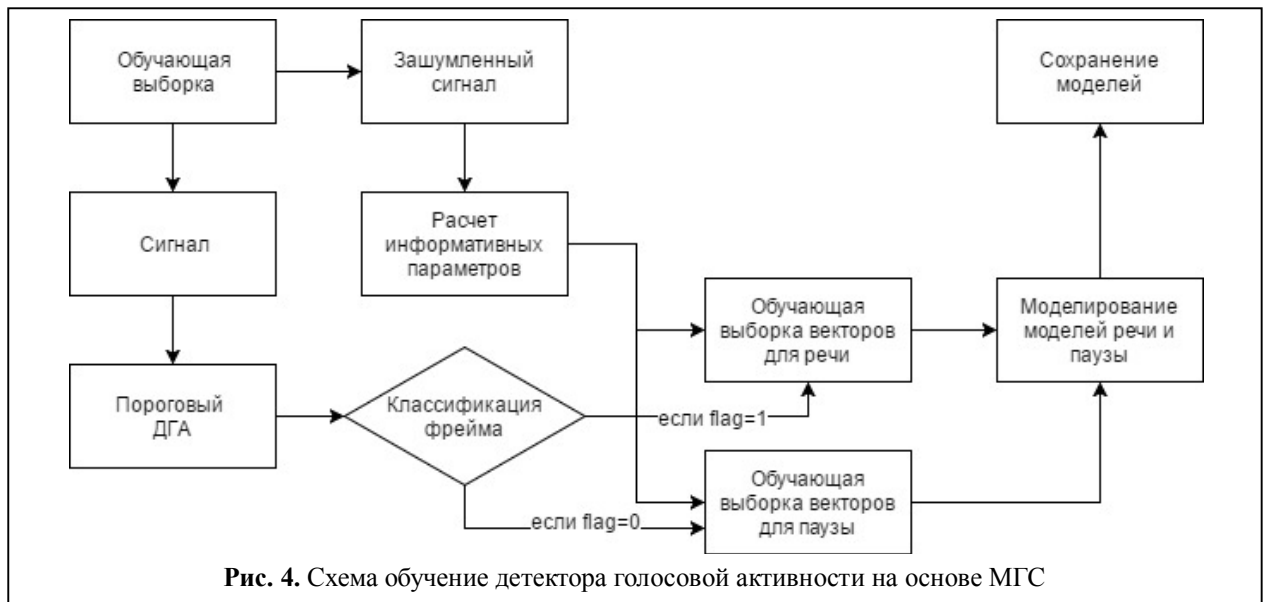 Обучающая
выборка
Зашумленный
сигнал
Сохранение
моделей
Сигнал
Расчет
информативных
параметров
Обучающая
выборка векторов
для речи
Моделирование
моделей речи и
паузы
Пороговый
ДГА
Классификация
фрейма
если flag=1
Обучающая
выборка векторов
для паузы
если flag=0
Рис. 4. Схема обучение детектора голосовой активности на основе МГС